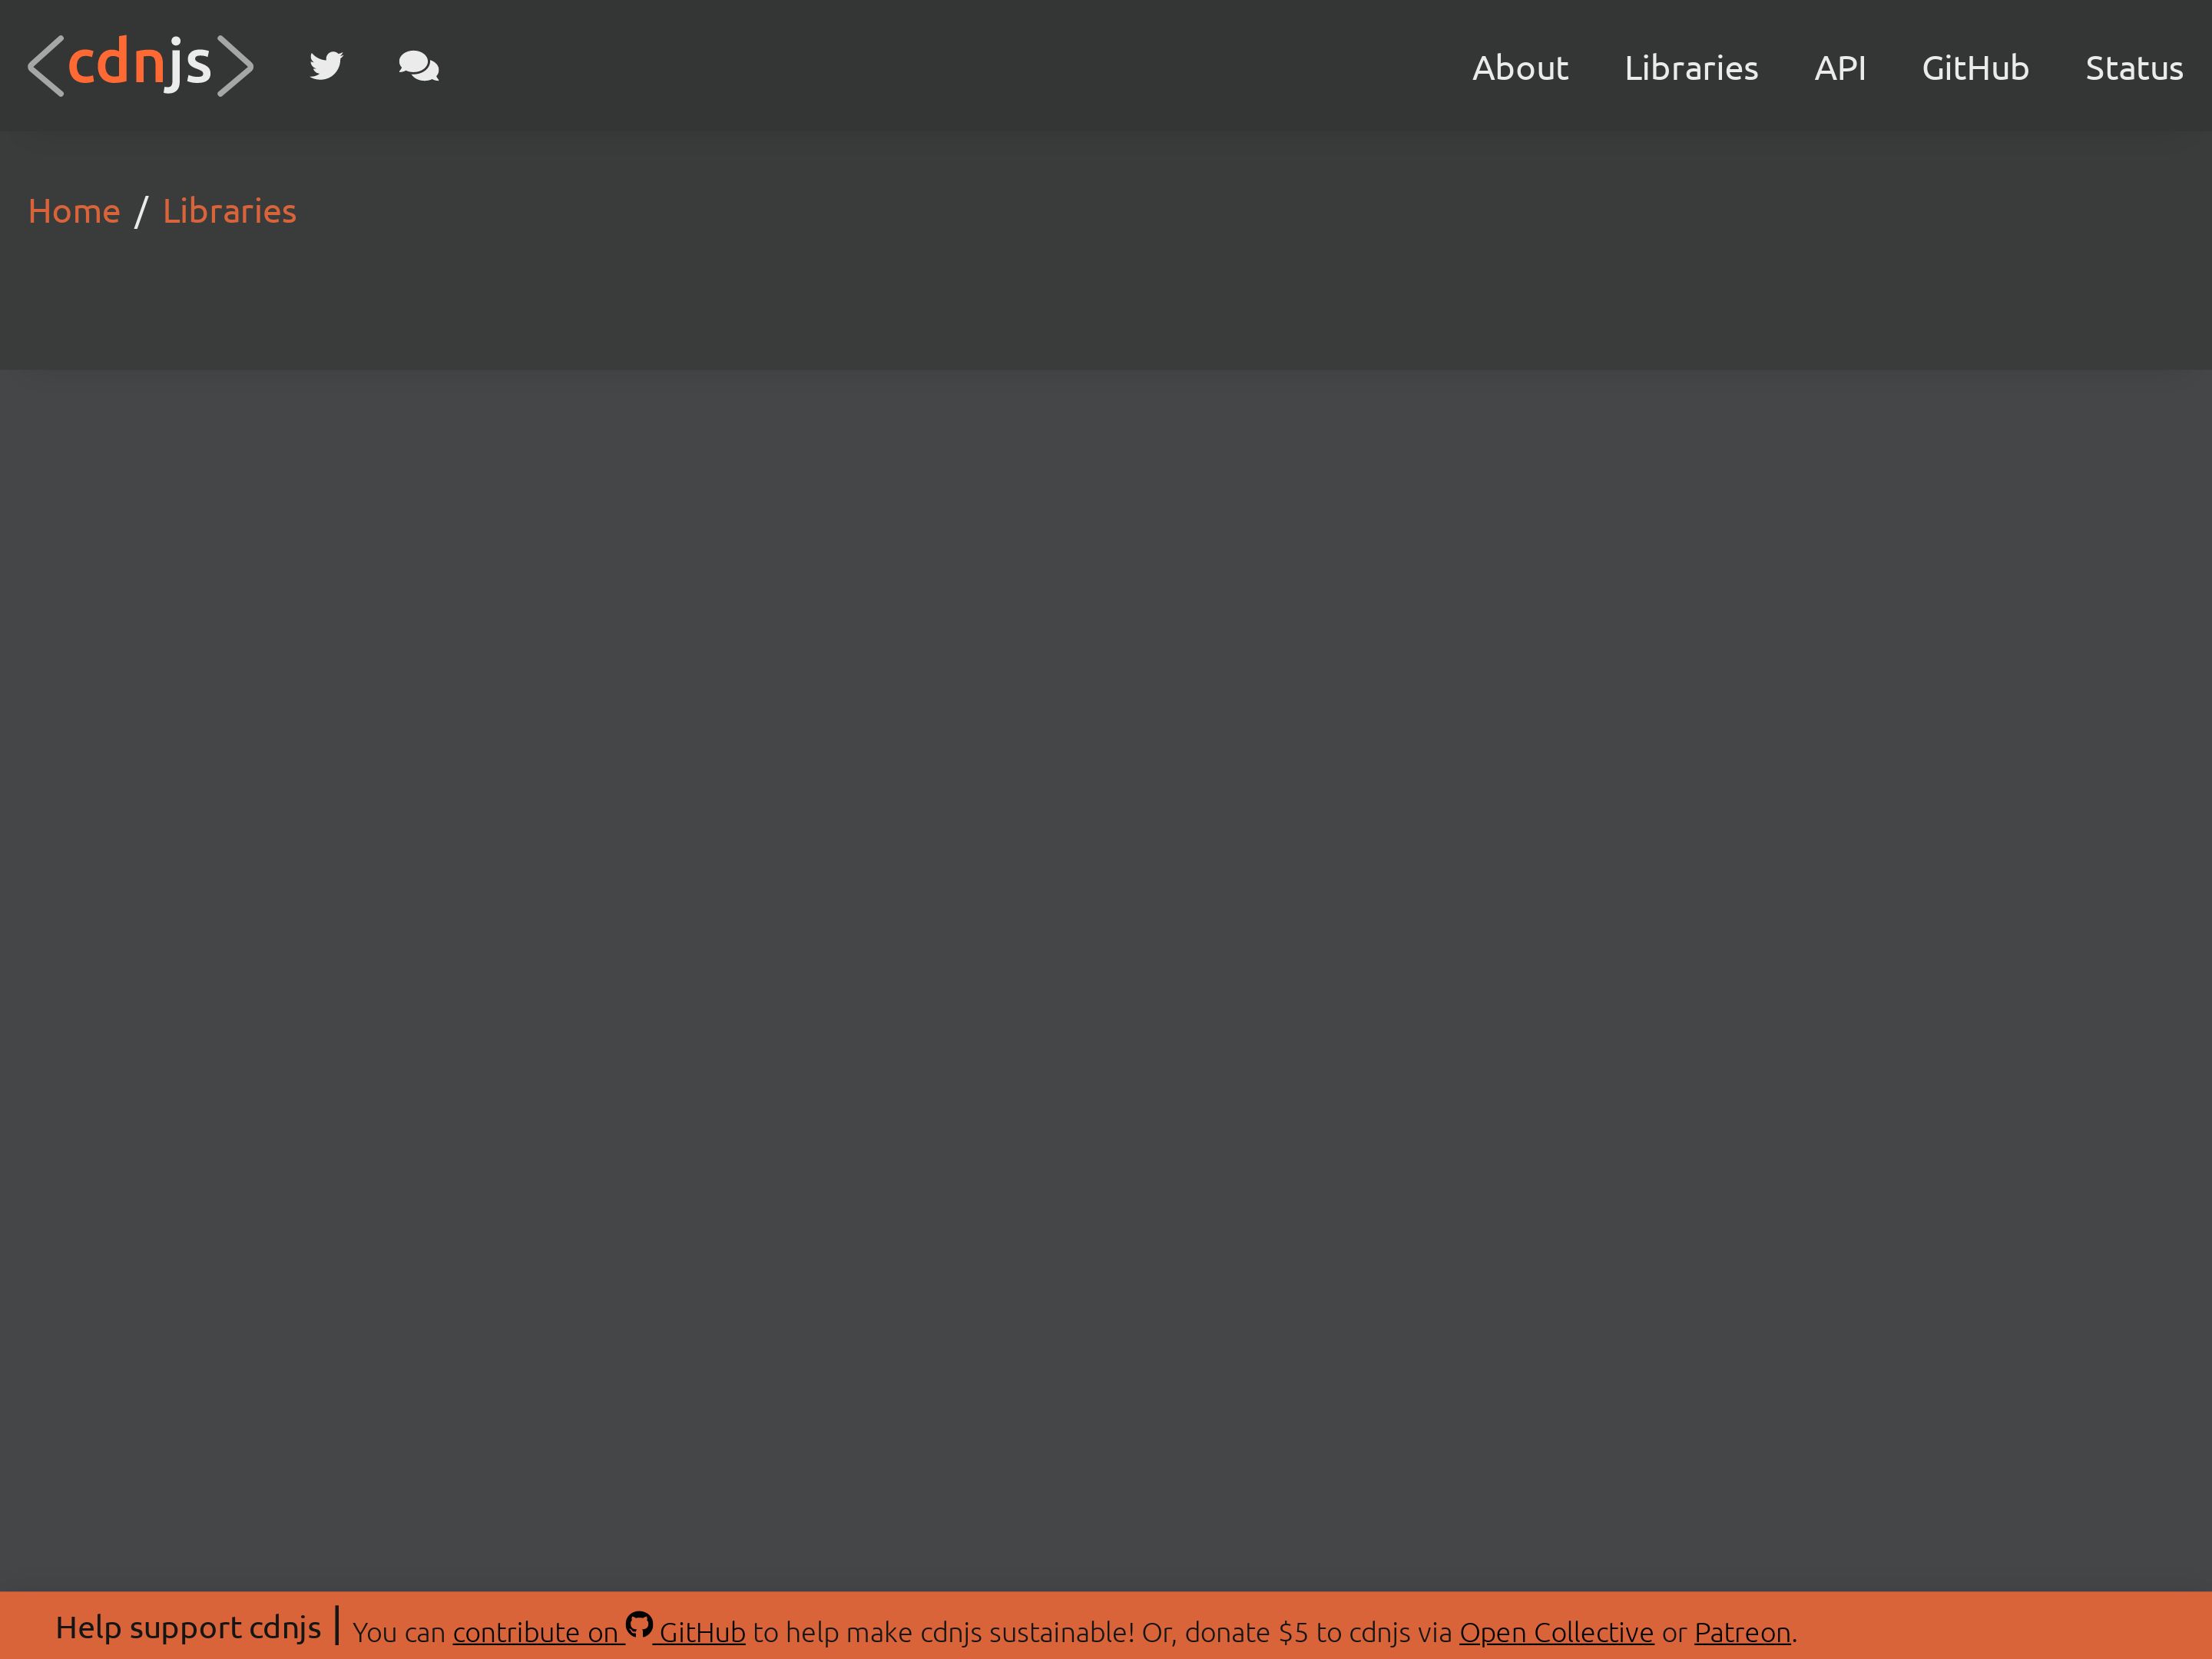 <cdnjs>
About Libraries API GitHub Status
Home / Libraries
Help support cdnjs | You can contribute on GitHub to help make cdnjs sustainable! Or, donate $5 to cdnjs via Open Collective or Patreon.